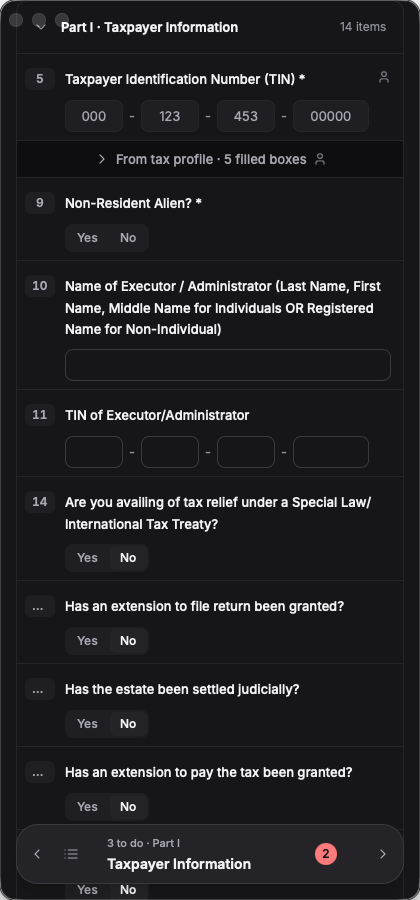 Part I · Taxpayer Information 14 items
5 Taxpayer Identification Number (TIN) *
000 - 123 - 453 - 00000
From tax profile · 5 filled boxes
9 Non-Resident Alien? *
Yes No
10 Name of Executor / Administrator (Last Name, First
Name, Middle Name for Individuals OR Registered
Name for Non-Individual)
11 TIN of Executor/Administrator
- - -
14 Are you availing of tax relief under a Special Law/
International Tax Treaty?
Yes No
... Has an extension to file return been granted?
Yes No
... Has the estate been settled judicially?
Yes No
... Has an extension to pay the tax been granted?
Yes No
3 to do · Part I
Taxpayer Information 2
Yes No